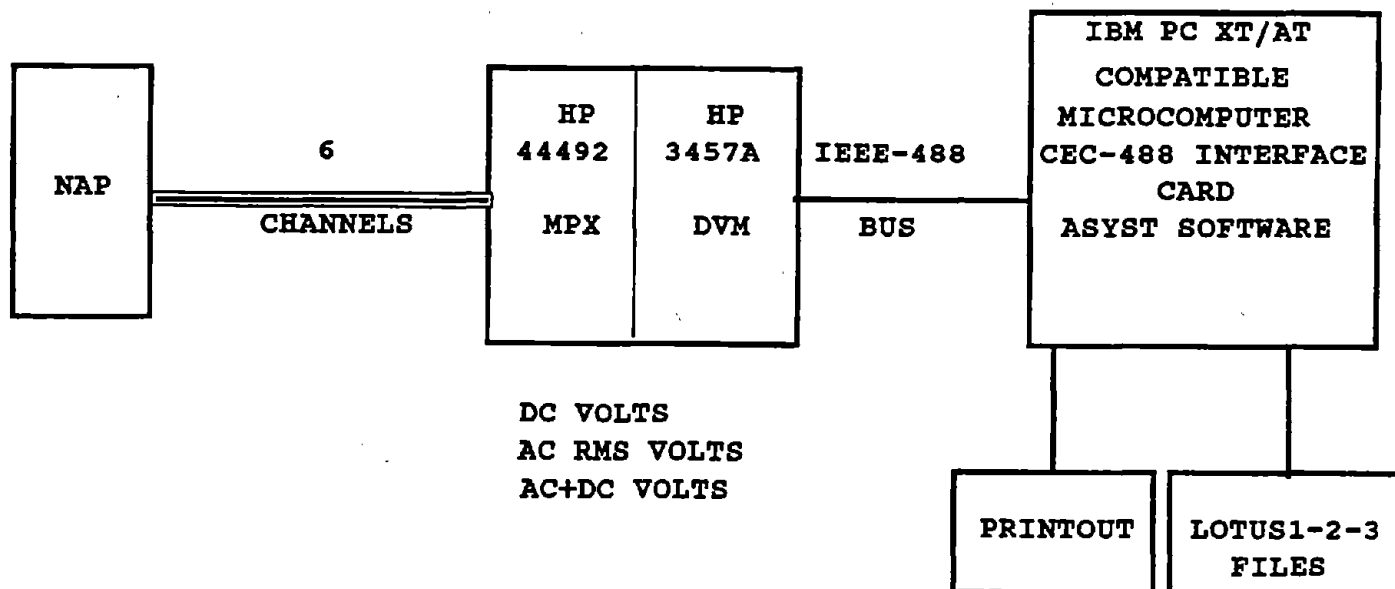 NAP
6
CHANNELS
HP
44492
MPX
HP
3457A
DVM
IEEE-488
BUS
IBM PC XT/AT
COMPATIBLE
MICROCOMPUTER
CEC-488 INTERFACE
CARD
ASYST SOFTWARE
DC VOLTS
AC RMS VOLTS
AC+DC VOLTS
PRINTOUT
LOTUS1-2-3
FILES